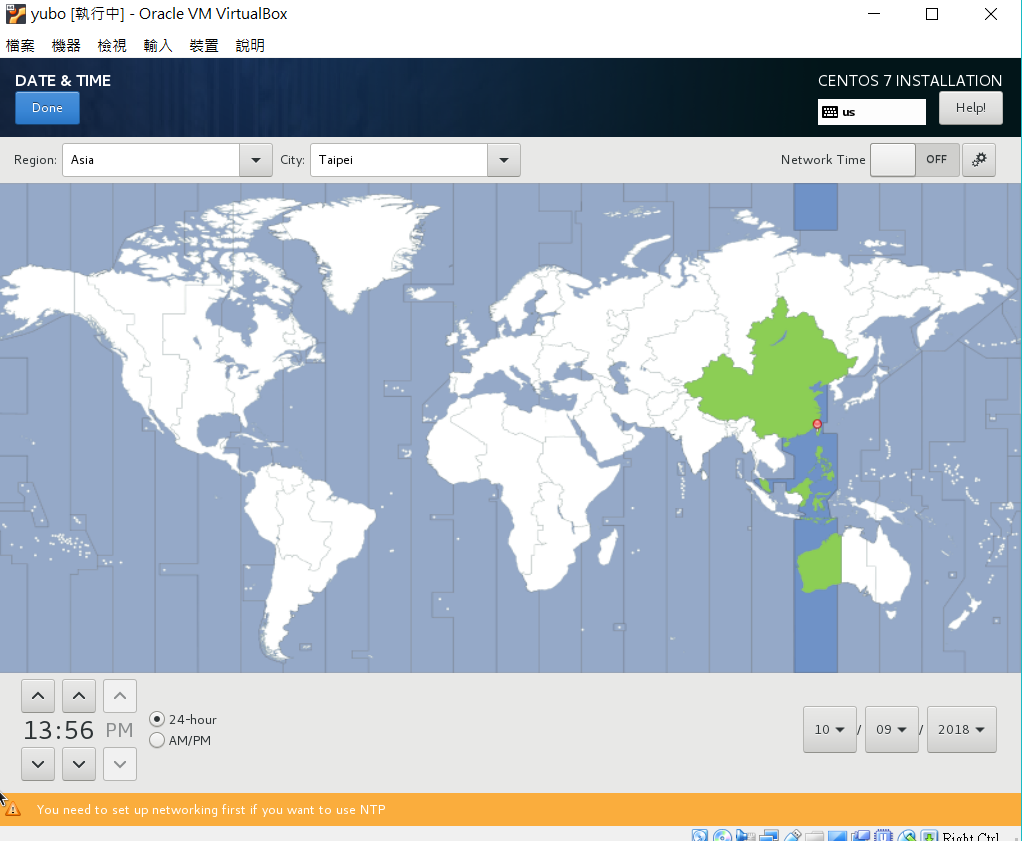 yubo [執行中] - Oracle VM VirtualBox
檔案 機器 檢視 輸入 裝置 說明
DATE & TIME
CENTOS 7 INSTALLATION
Done
us
Help!
Region: Asia City: Taipei Network Time OFF
13:56 PM
24-hour
AM/PM
10 / 09 / 2018
You need to set up networking first if you want to use NTP
Right Ctrl